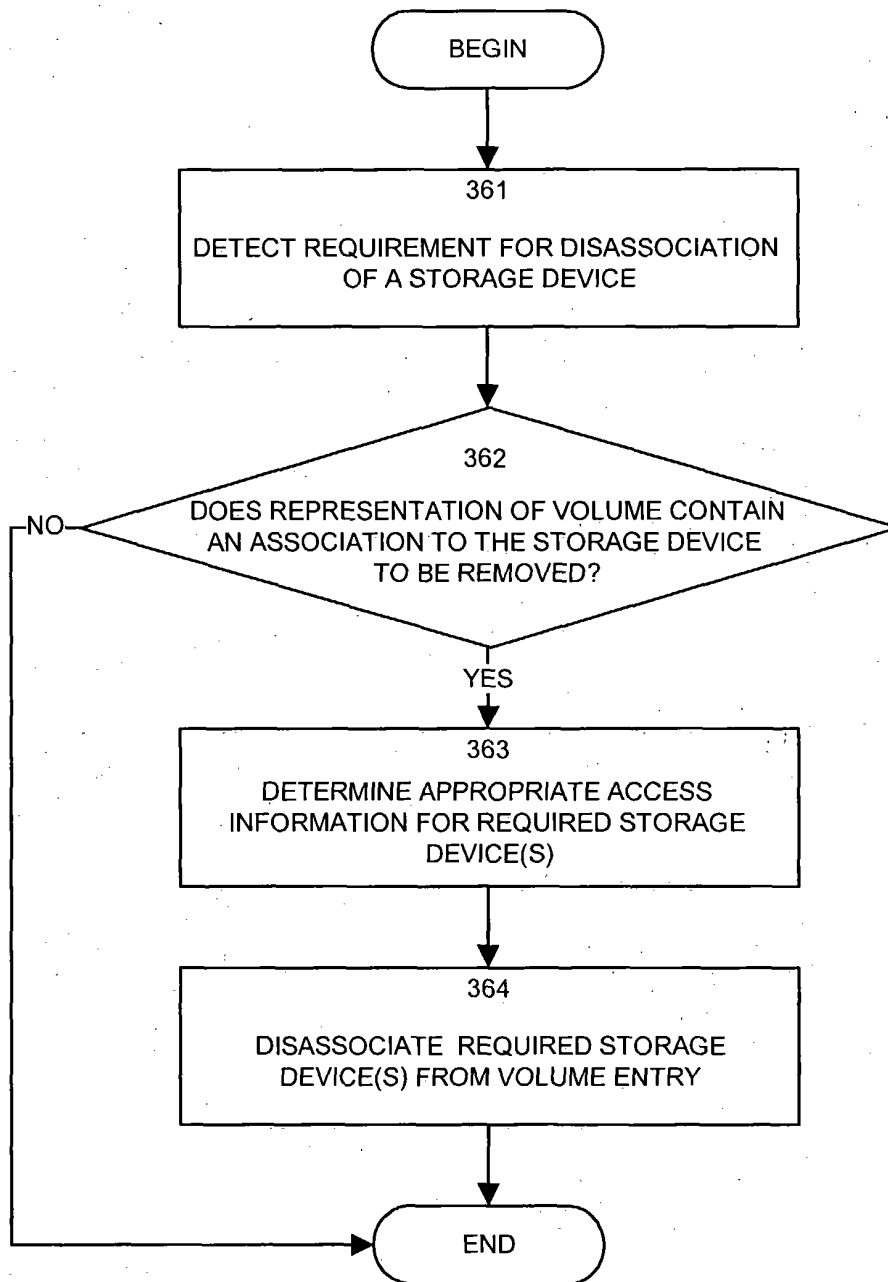 BEGIN
361
DETECT REQUIREMENT FOR DISASSOCIATION
OF A STORAGE DEVICE
362
DOES REPRESENTATION OF VOLUME CONTAIN
AN ASSOCIATION TO THE STORAGE DEVICE
TO BE REMOVED?
NO
YES
363
DETERMINE APPROPRIATE ACCESS
INFORMATION FOR REQUIRED STORAGE
DEVICE(S)
364
DISASSOCIATE REQUIRED STORAGE
DEVICE(S) FROM VOLUME ENTRY
END